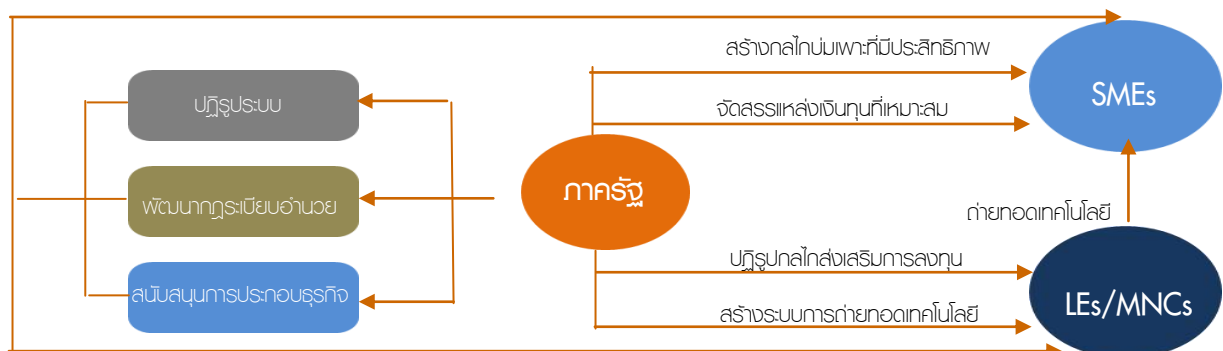 สร้างกลไกบ่มเพาะที่มีประสิทธิภาพ
SMEs
ปฏิรูประบบ
จัดสรรแหล่งเงินทุนที่เหมาะสม
ภาครัฐ
พัฒนากฎระเบียบอำนวย
ถ่ายทอดเทคโนโลยี
ปฏิรูปกลไกส่งเสริมการลงทุน
สนับสนุนการประกอบธุรกิจ
สร้างระบบการถ่ายทอดเทคโนโลยี
LEs/MNCs